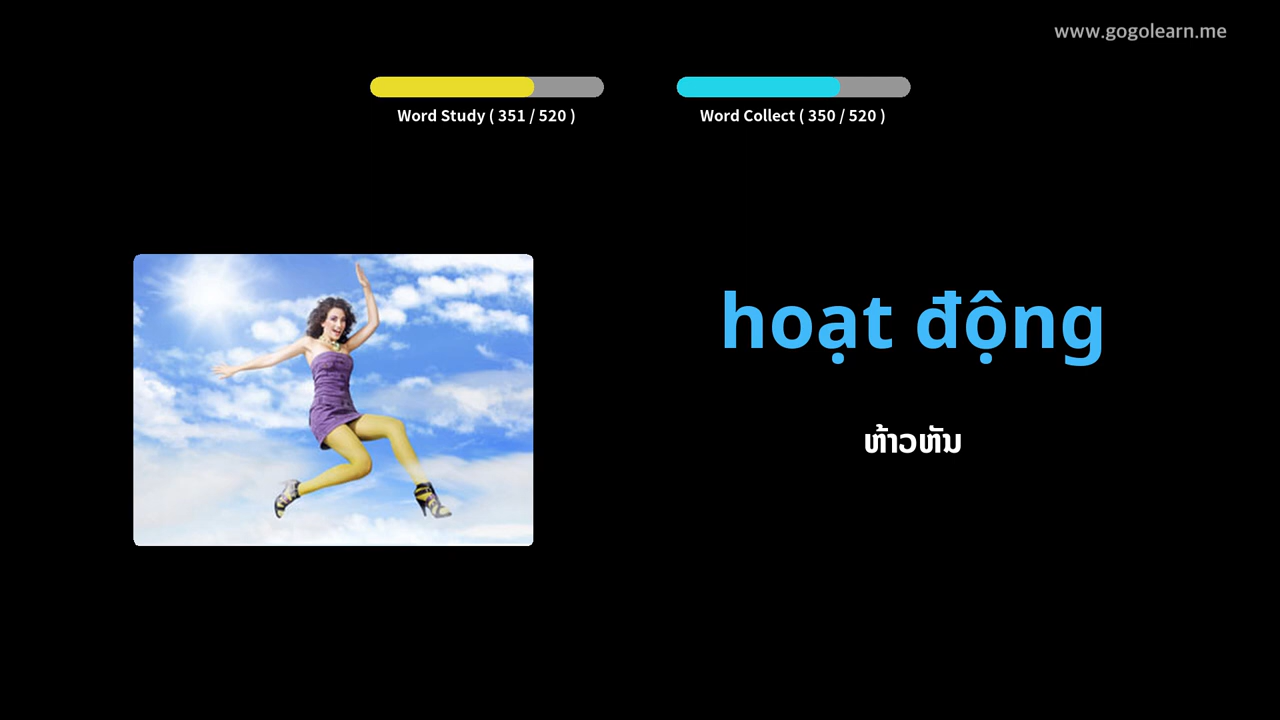 www.gogolearn.me
Word Study ( 351 / 520 )
Word Collect ( 350 / 520 )
hoạt động
ຫ້າວຫັນ